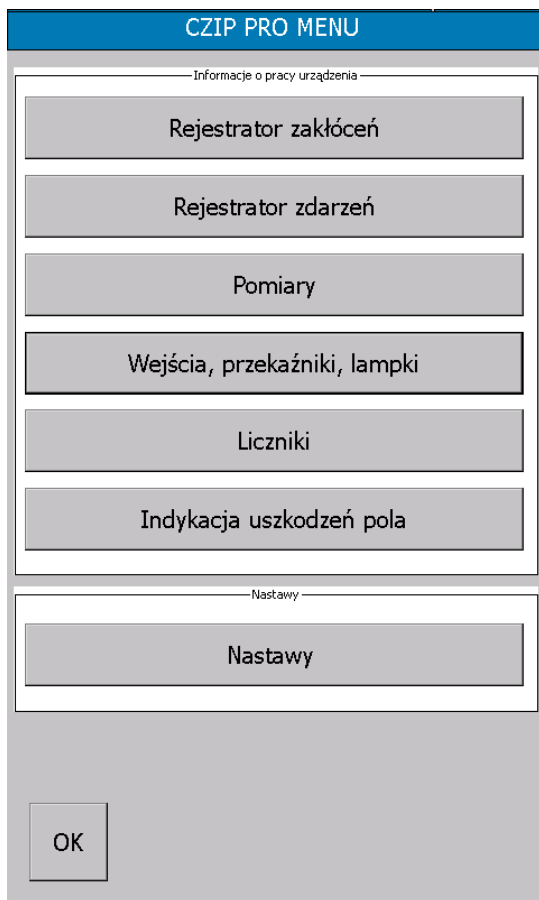 CZIP PRO MENU
Informacje o pracy urządzenia
Rejestrator zakłóceń
Rejestrator zdarzeń
Pomiary
Wejścia, przekaźniki, lampki
Liczniki
Indykacja uszkodzeń pola
Nastawy
Nastawy
OK